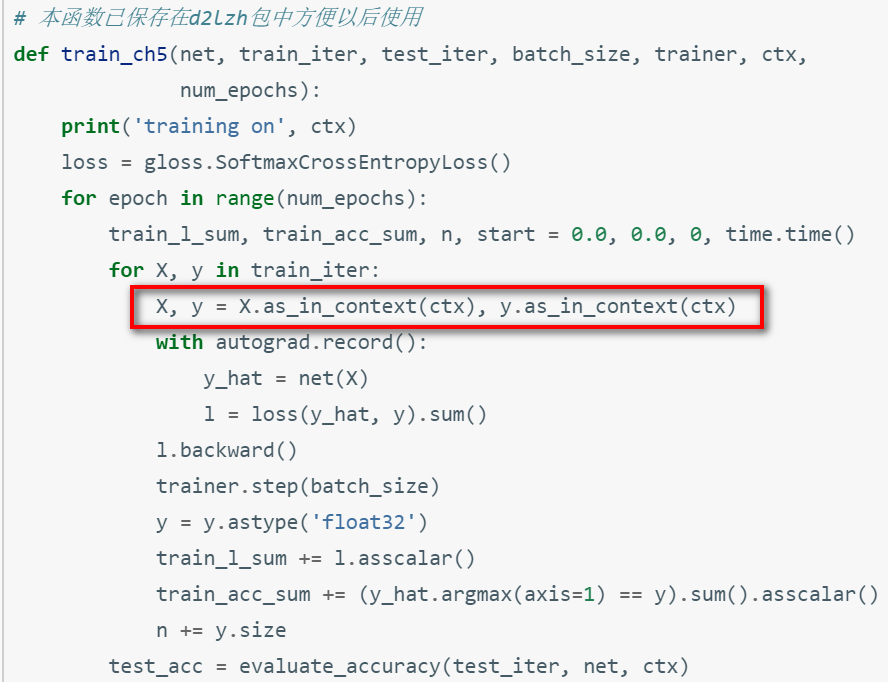 # 本函数已保存在d2lzh包中方便以后使用
def train_ch5(net, train_iter, test_iter, batch_size, trainer, ctx,
              num_epochs):
    print('training on', ctx)
    loss = gloss.SoftmaxCrossEntropyLoss()
    for epoch in range(num_epochs):
        train_l_sum, train_acc_sum, n, start = 0.0, 0.0, 0, time.time()
        for X, y in train_iter:
            X, y = X.as_in_context(ctx), y.as_in_context(ctx)
            with autograd.record():
                y_hat = net(X)
                l = loss(y_hat, y).sum()
            l.backward()
            trainer.step(batch_size)
            y = y.astype('float32')
            train_l_sum += l.asscalar()
            train_acc_sum += (y_hat.argmax(axis=1) == y).sum().asscalar()
            n += y.size
        test_acc = evaluate_accuracy(test_iter, net, ctx)